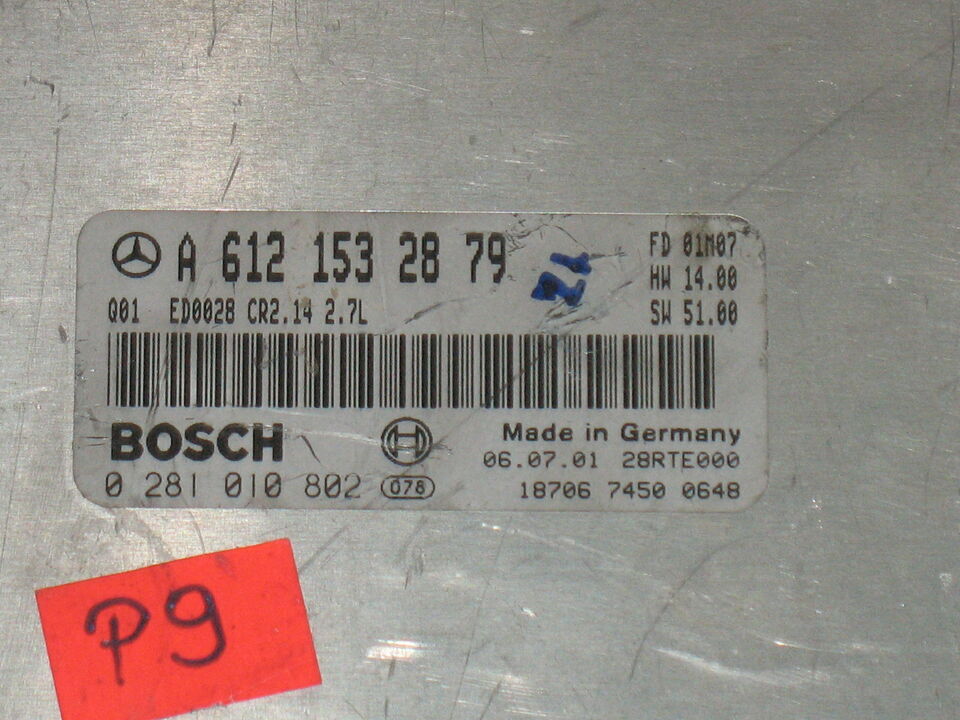 A 612 153 28 79
FD 01M07
HW 14.00
SW 51.00
Q01 ED0028 CR2.14 2.7L
BOSCH
Made in Germany
06.07.01 28RTE000
0 281 010 802 078
18706 7450 0648
P9